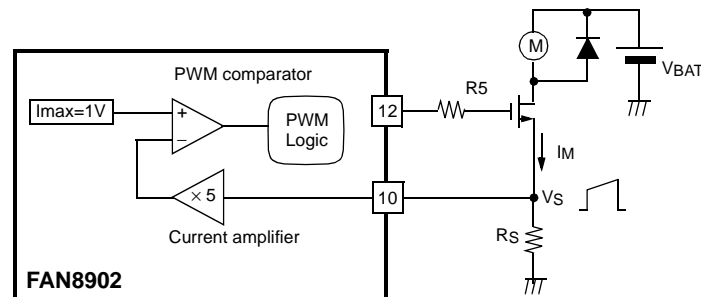 M
VBAT
PWM comparator
Imax=1V
+
−
PWM
Logic
12
R5
IM
× 5
10
VS
RS
Current amplifier
FAN8902